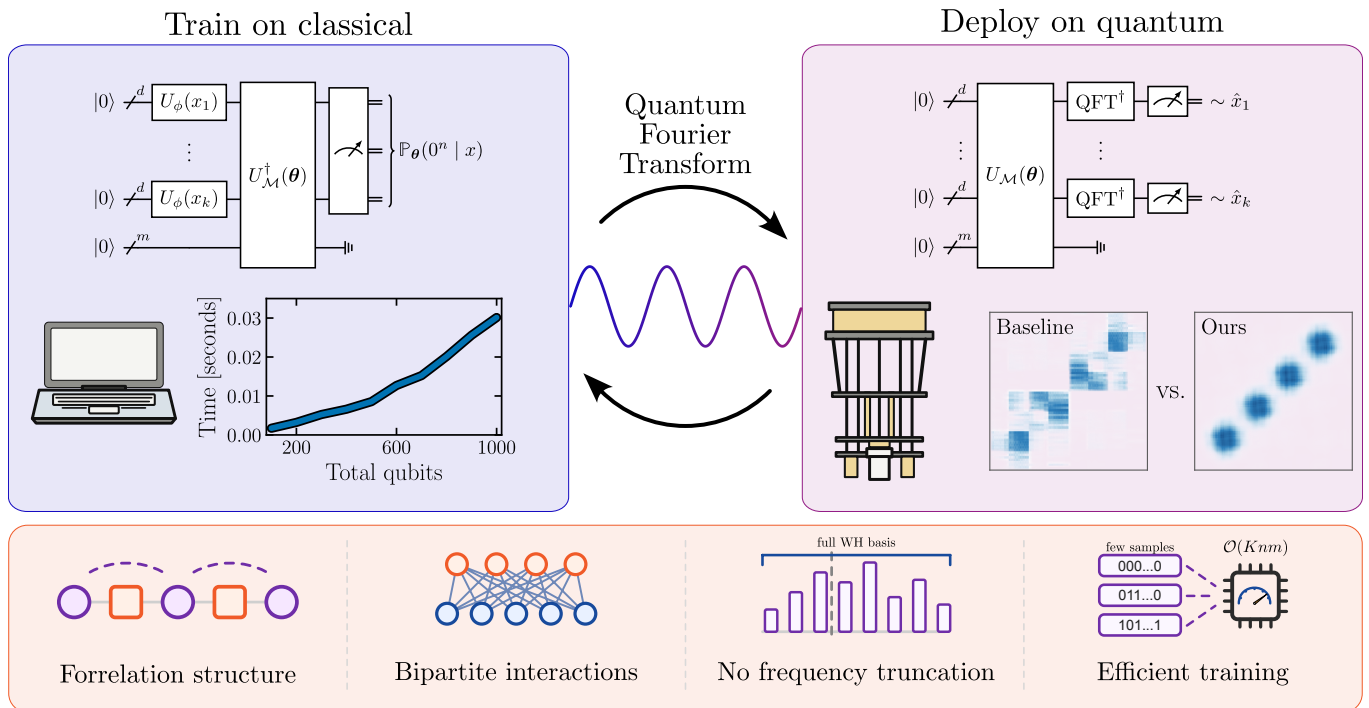 Train on classical
Deploy on quantum
|0⟩ d U_ϕ(x_1)
⋮
|0⟩ d U_ϕ(x_k)
|0⟩ m
U_ℳ^†(θ)
ℙ_θ(0^n | x)
Time [seconds]
0.03
0.02
0.01
0.00
200 600 1000
Total qubits
Quantum
Fourier
Transform
|0⟩ d QFT^† ∼ x̂_1
⋮ ⋮
U_ℳ(θ)
|0⟩ d QFT^† ∼ x̂_k
|0⟩ m
Baseline
vs.
Ours
Forrelation structure
Bipartite interactions
full WH basis
No frequency truncation
few samples
000...0
011...0
101...1
𝒪(Knm)
Efficient training